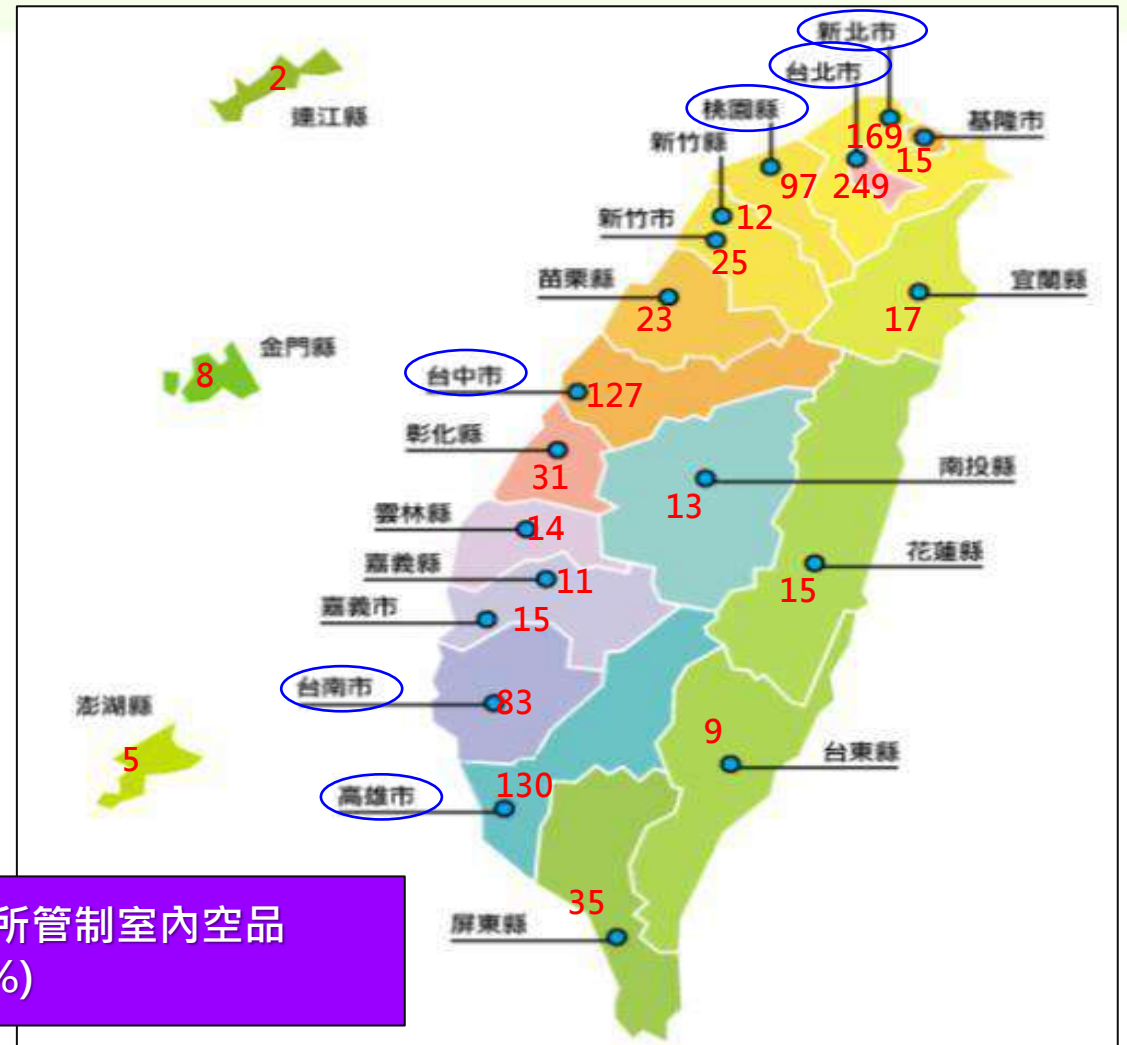 新北市
台北市
2
連江縣
桃園縣
169
基隆市
新竹縣
15
97
249
新竹市
12
25
苗栗縣
宜蘭縣
23
17
金門縣
8
台中市
127
彰化縣
31
南投縣
13
雲林縣
14
嘉義縣
11
花蓮縣
15
嘉義市
15
台南市
83
澎湖縣
5
9
台東縣
130
高雄市
35
屏東縣
所管制室內空品
%)